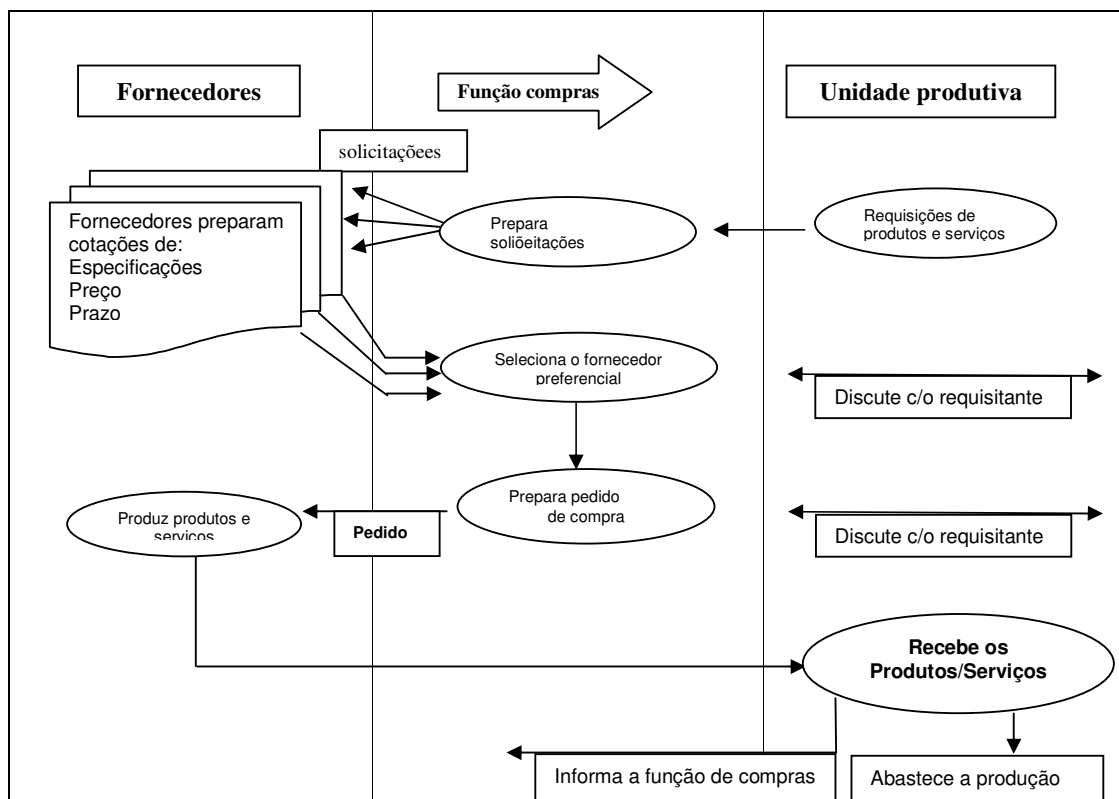 Fornecedores
Função compras
Unidade produtiva
solicitaçõees
Fornecedores preparam
cotações de:
Especificações
Preço
Prazo
Prepara
soliõeitações
Requisições de
produtos e serviços
Seleciona o fornecedor
preferencial
Discute c/o requisitante
Prepara pedido
de compra
Produz produtos e
serviços
Pedido
Discute c/o requisitante
Recebe os
Produtos/Serviços
Informa a função de compras
Abastece a produção